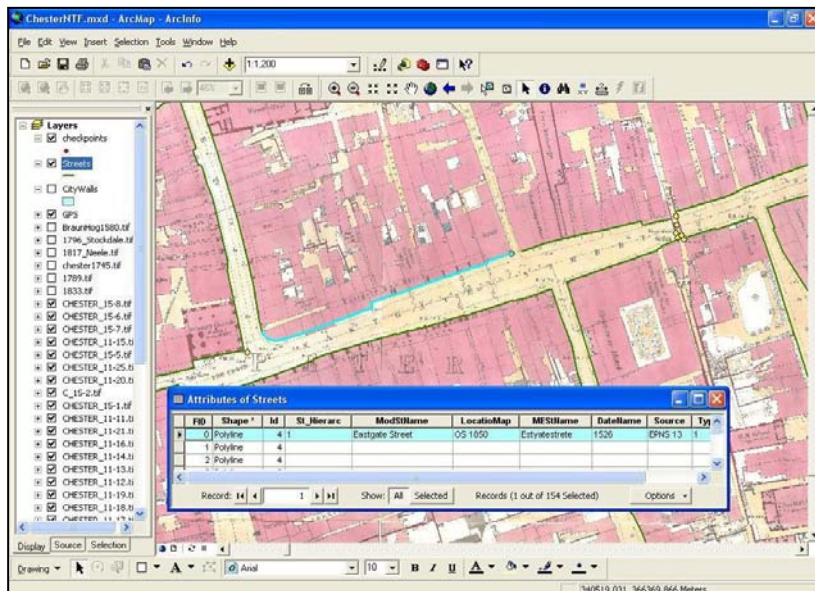 ChesterNTF.mxd - ArcMap - ArcInfo
File Edit View Insert Selection Tools Window Help
1:1,200
Layers
checkpoints
Streets
CityWalls
GPS
BraunHog1580.tif
1796_Stockdale.tif
1817_Neele.tif
chester1745.tif
1789.tif
1833.tif
CHESTER_15-8.tif
CHESTER_15-6.tif
CHESTER_15-7.tif
CHESTER_11-15.ti
CHESTER_15-5.tif
CHESTER_11-25.ti
CHESTER_11-20.ti
C_15-2.tif
CHESTER_15-1.tif
CHESTER_11-11.ti
CHESTER_11-21.ti
CHESTER_11-16.ti
CHESTER_11-14.ti
CHESTER_11-13.ti
CHESTER_11-12.ti
CHESTER_11-19.ti
CHESTER_11-18.ti
CHESTER_11-17.ti
Display Source Selection
P E T E R
Attributes of Streets
FID Shape * Id St_Hierarc ModStName LocatioMap MEStName DateName Source Typ
0 Polyline 4 1 Eastgate Street OS 1050 Estyatestrete 1526 EPNS 13 1
1 Polyline 4
2 Polyline 4
Record: 1 Show: All Selected Records (1 out of 154 Selected) Options
Drawing A Arial 10 B I U A
340519.031 366369.866 Meters